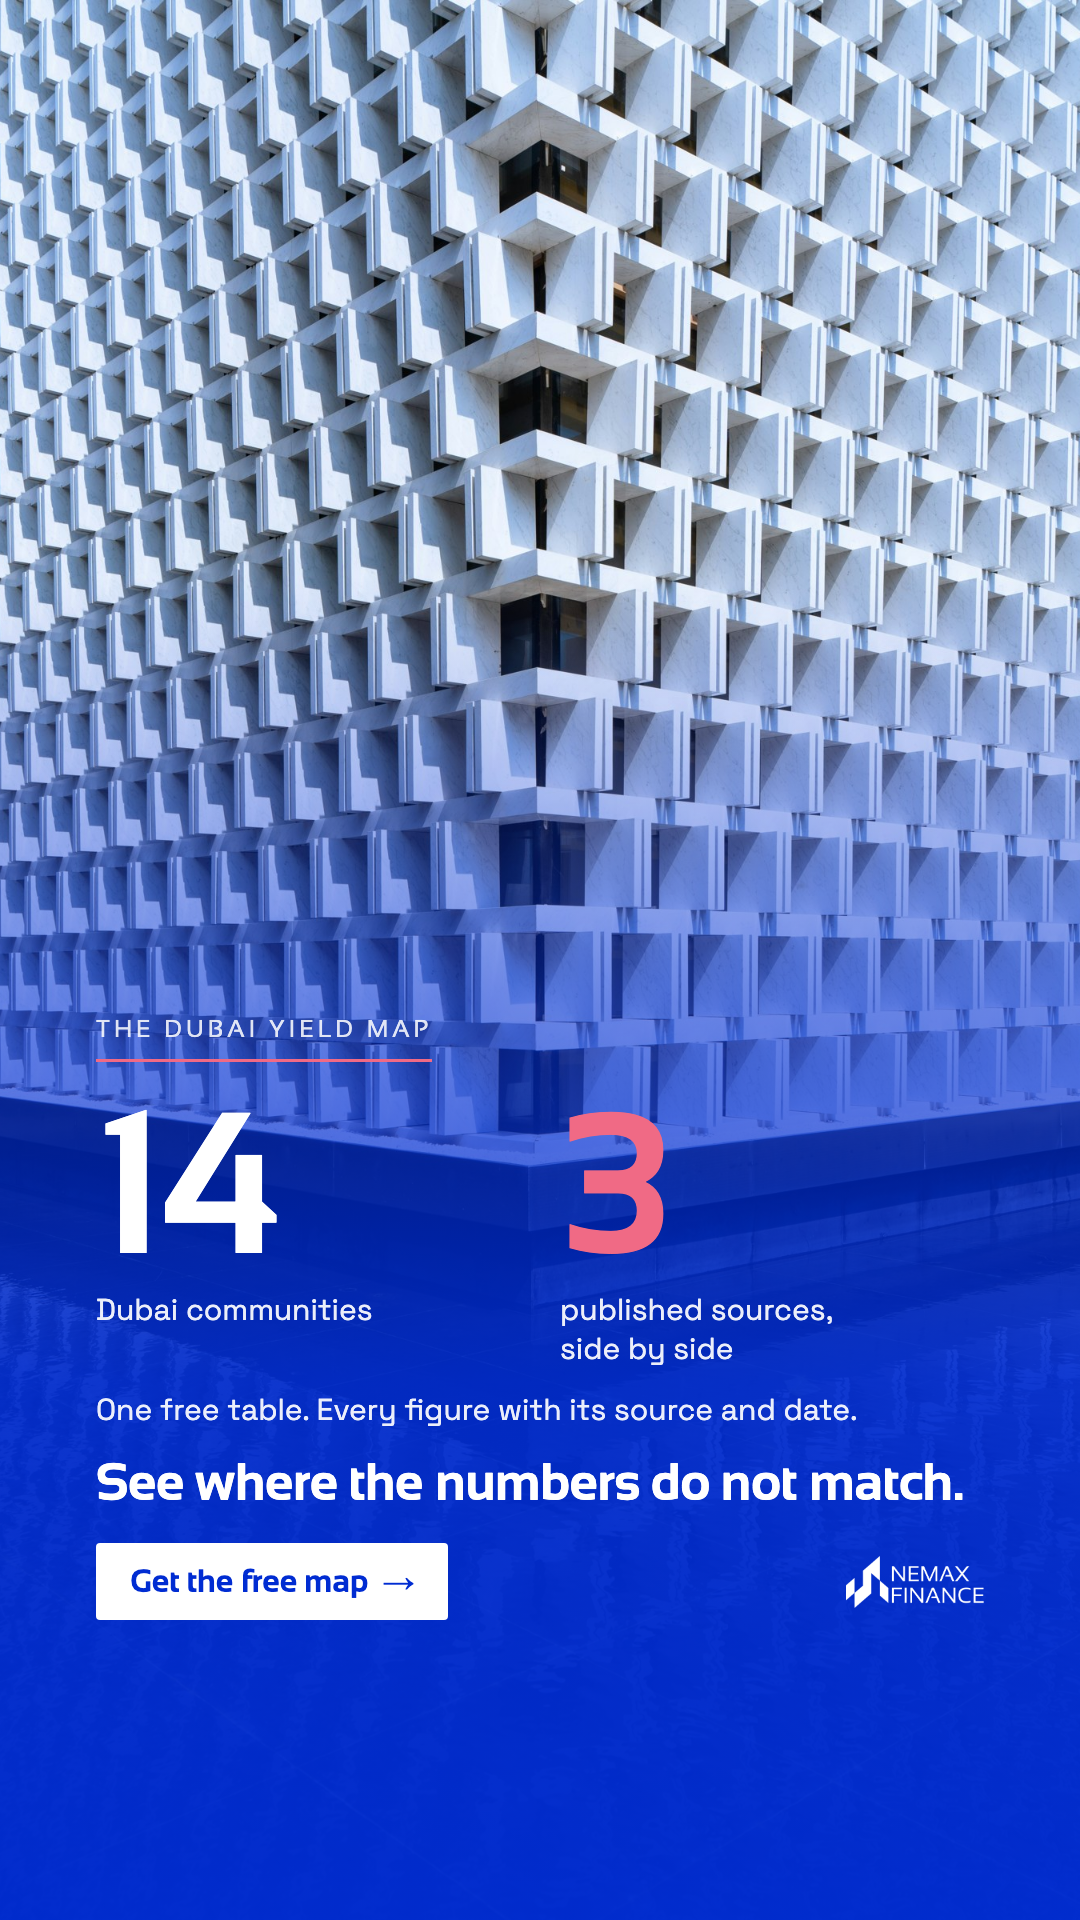 THE DUBAI YIELD MAP
14
Dubai communities
3
published sources,
side by side
One free table. Every figure with its source and date.
See where the numbers do not match.
Get the free map →
NEMAX
FINANCE